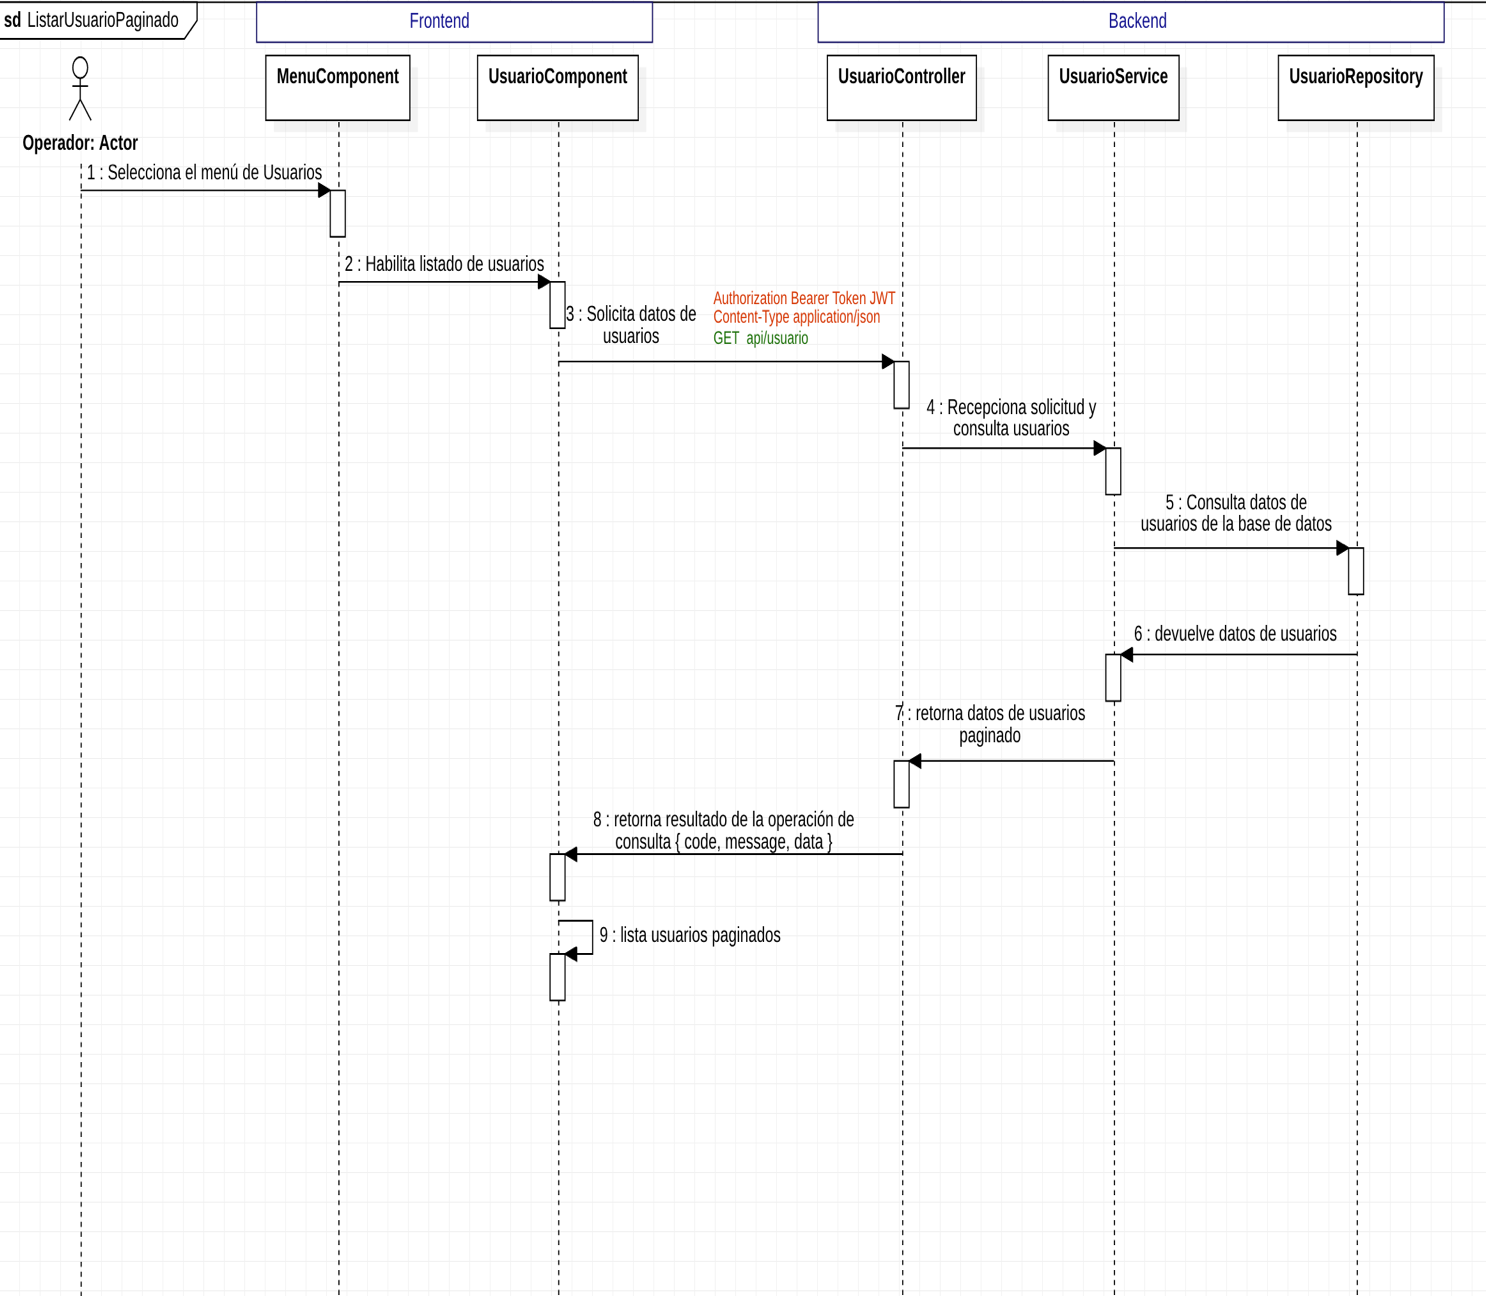 sd ListarUsuarioPaginado
Frontend
Backend
MenuComponent
UsuarioComponent
UsuarioController
UsuarioService
UsuarioRepository
Operador: Actor
1 : Selecciona el menú de Usuarios
2 : Habilita listado de usuarios
3 : Solicita datos de
usuarios
Authorization Bearer Token JWT
Content-Type application/json
GET api/usuario
4 : Recepciona solicitud y
consulta usuarios
5 : Consulta datos de
usuarios de la base de datos
6 : devuelve datos de usuarios
7 : retorna datos de usuarios
paginado
8 : retorna resultado de la operación de
consulta { code, message, data }
9 : lista usuarios paginados